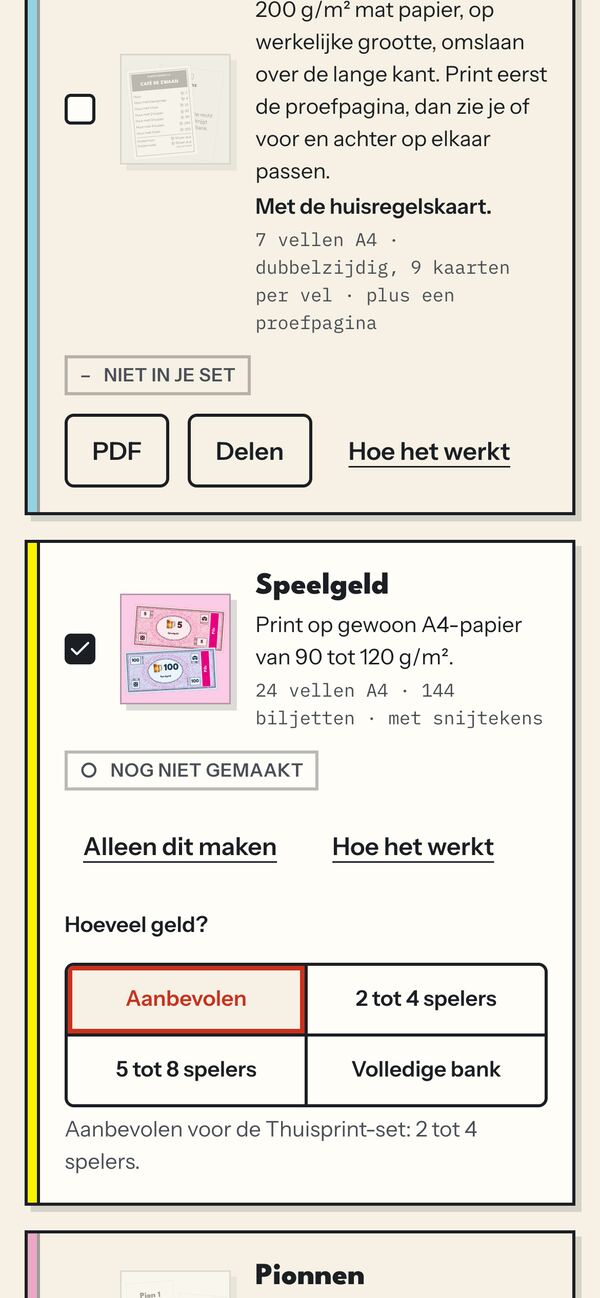 200 g/m² mat papier, op
werkelijke grootte, omslaan
over de lange kant. Print eerst
de proefpagina, dan zie je of
voor en achter op elkaar
passen.
Met de huisregelskaart.
7 vellen A4 ·
dubbelzijdig, 9 kaarten
per vel · plus een
proefpagina
– NIET IN JE SET
PDF
Delen
Hoe het werkt
Speelgeld
Print op gewoon A4-papier
van 90 tot 120 g/m².
24 vellen A4 · 144
biljetten · met snijtekens
5
100
NOG NIET GEMAAKT
Alleen dit maken
Hoe het werkt
Hoeveel geld?
Aanbevolen
2 tot 4 spelers
5 tot 8 spelers
Volledige bank
Aanbevolen voor de Thuisprint-set: 2 tot 4
spelers.
Pionnen
Pion 1